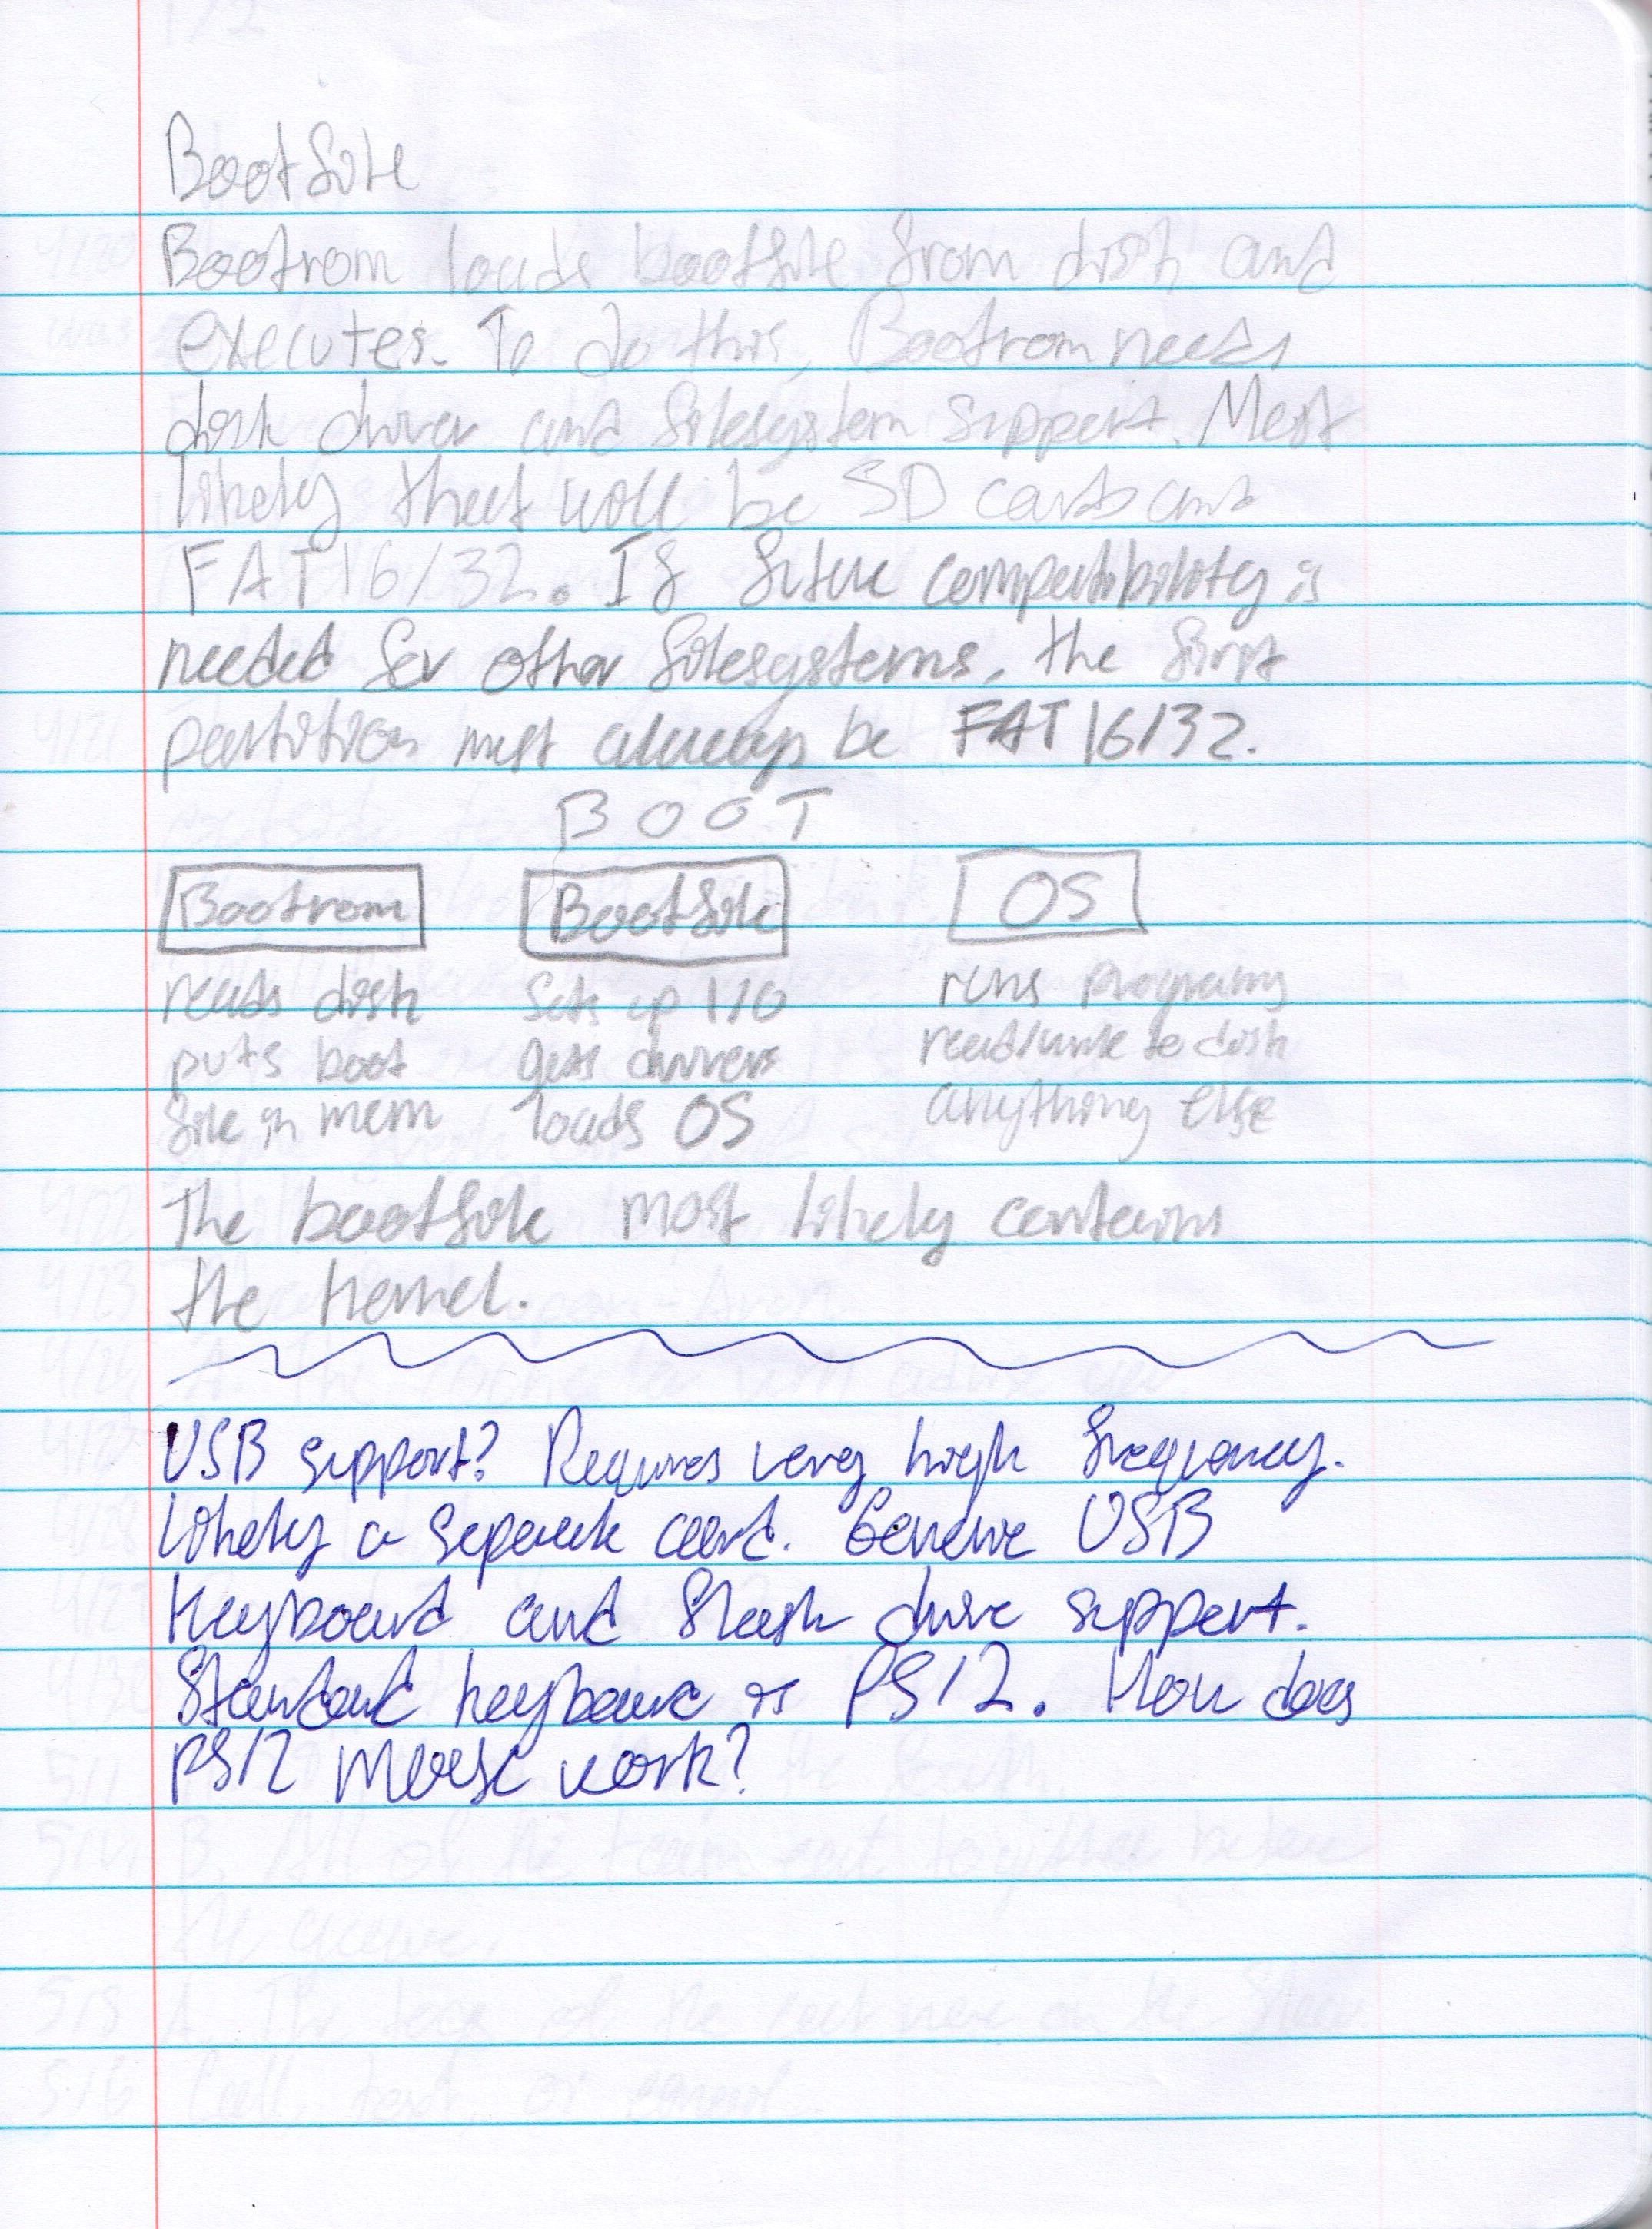 Bootfile
Bootrom loads bootfile from disk and
executes. To do this, Bootrom needs
disk driver and filesystem support. Most
likely that will be SD cards and
FAT16/32. If future compatibility is
needed for other filesystems, the first
partition must always be FAT16/32.
BOOT
Bootrom Bootfile OS
reads disk sets up I/O runs programs
puts boot gets drivers read/write to disk
file in mem loads OS anything else
The bootfile most likely contains
the kernel.
USB support? Requires very high frequency.
Likely a separate card. Generic USB
Keyboard and flash drive support.
Standard keyboard is PS/2. How does
PS/2 mouse work?